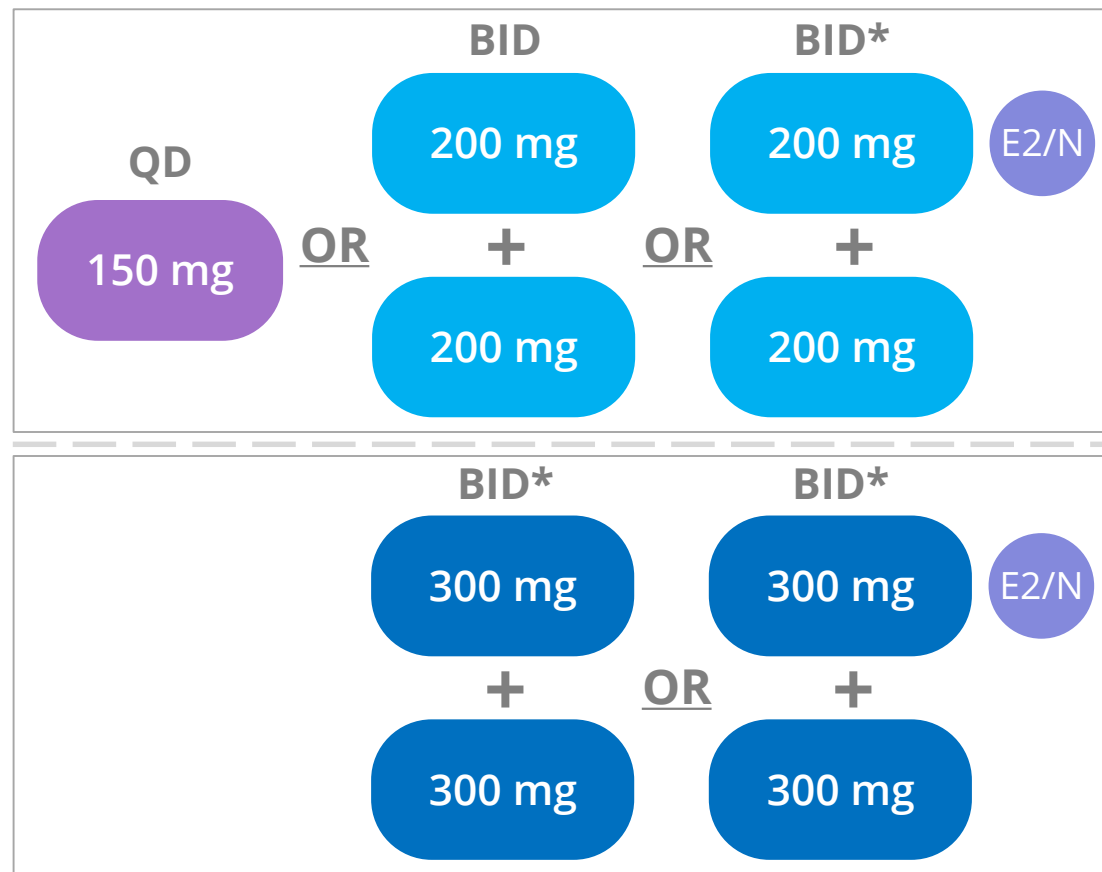 BID BID*
QD
200 mg 200 mg E2/N
150 mg
OR + OR +
200 mg 200 mg
BID* BID*
300 mg 300 mg E2/N
+ OR +
300 mg 300 mg